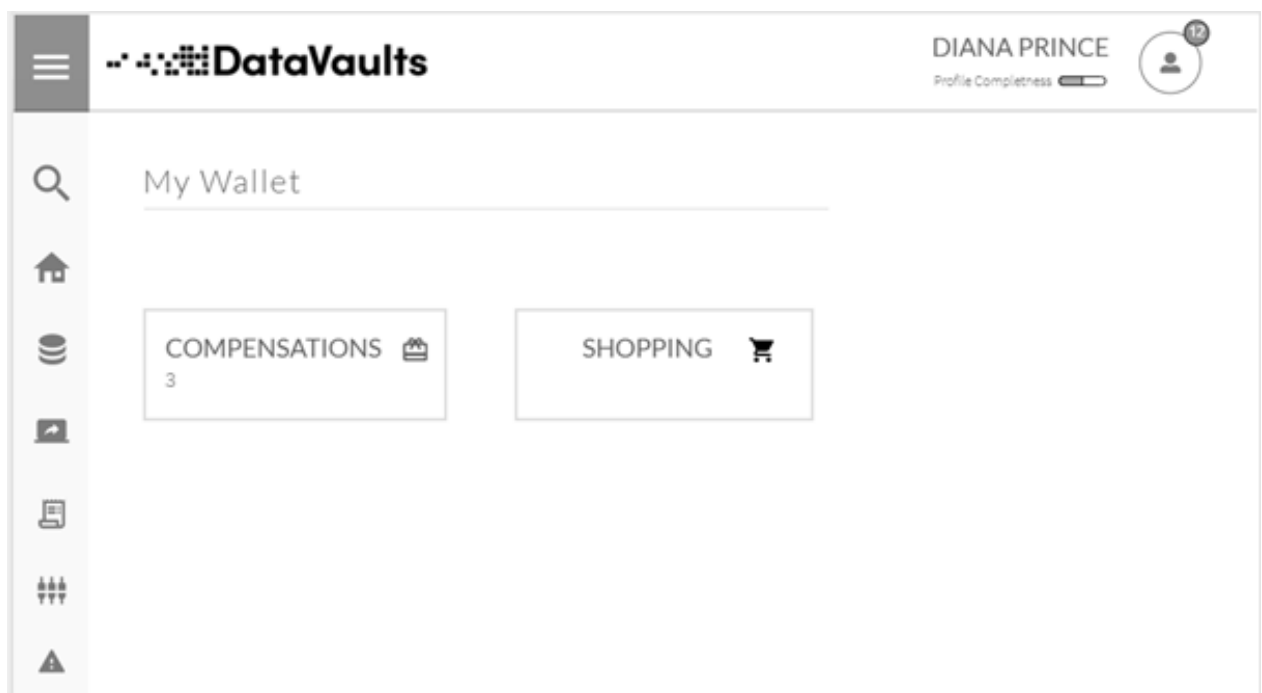 DataVaults
DIANA PRINCE
Profile Completness
12
My Wallet
COMPENSATIONS
3
SHOPPING